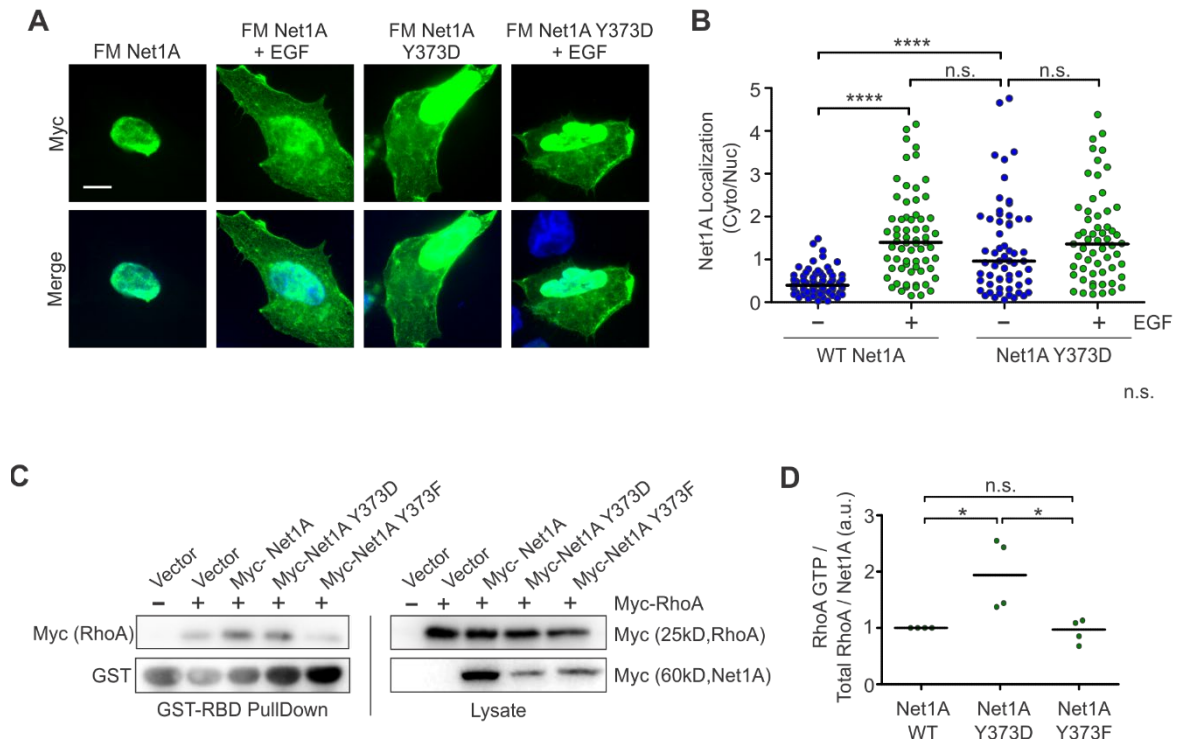 A
FM Net1A
FM Net1A
+ EGF
FM Net1A
Y373D
FM Net1A Y373D
+ EGF
Myc
Merge
B
****
n.s.
n.s.
****
Net1A Localization
(Cyto/Nuc)
5
4
3
2
1
0
– + – + EGF
WT Net1A Net1A Y373D
n.s.
C
Vector
Vector
Myc- Net1A
Myc-Net1A Y373D
Myc-Net1A Y373F
Vector
Vector
Myc-Net1A
Myc-Net1A Y373D
Myc-Net1A Y373F
– + + + + – + + + + Myc-RhoA
Myc (RhoA)
Myc (25kD,RhoA)
GST
Myc (60kD,Net1A)
GST-RBD PullDown
Lysate
D
n.s.
* *
RhoA GTP /
Total RhoA / Net1A (a.u.)
3
2
1
0
Net1A
WT
Net1A
Y373D
Net1A
Y373F